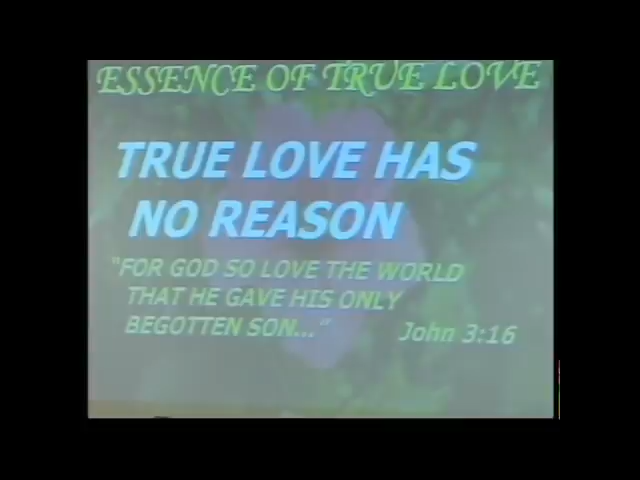 ESSENCE OF TRUE LOVE
TRUE LOVE HAS
NO REASON
"FOR GOD SO LOVE THE WORLD
THAT HE GAVE HIS ONLY
BEGOTTEN SON..."
John 3:16